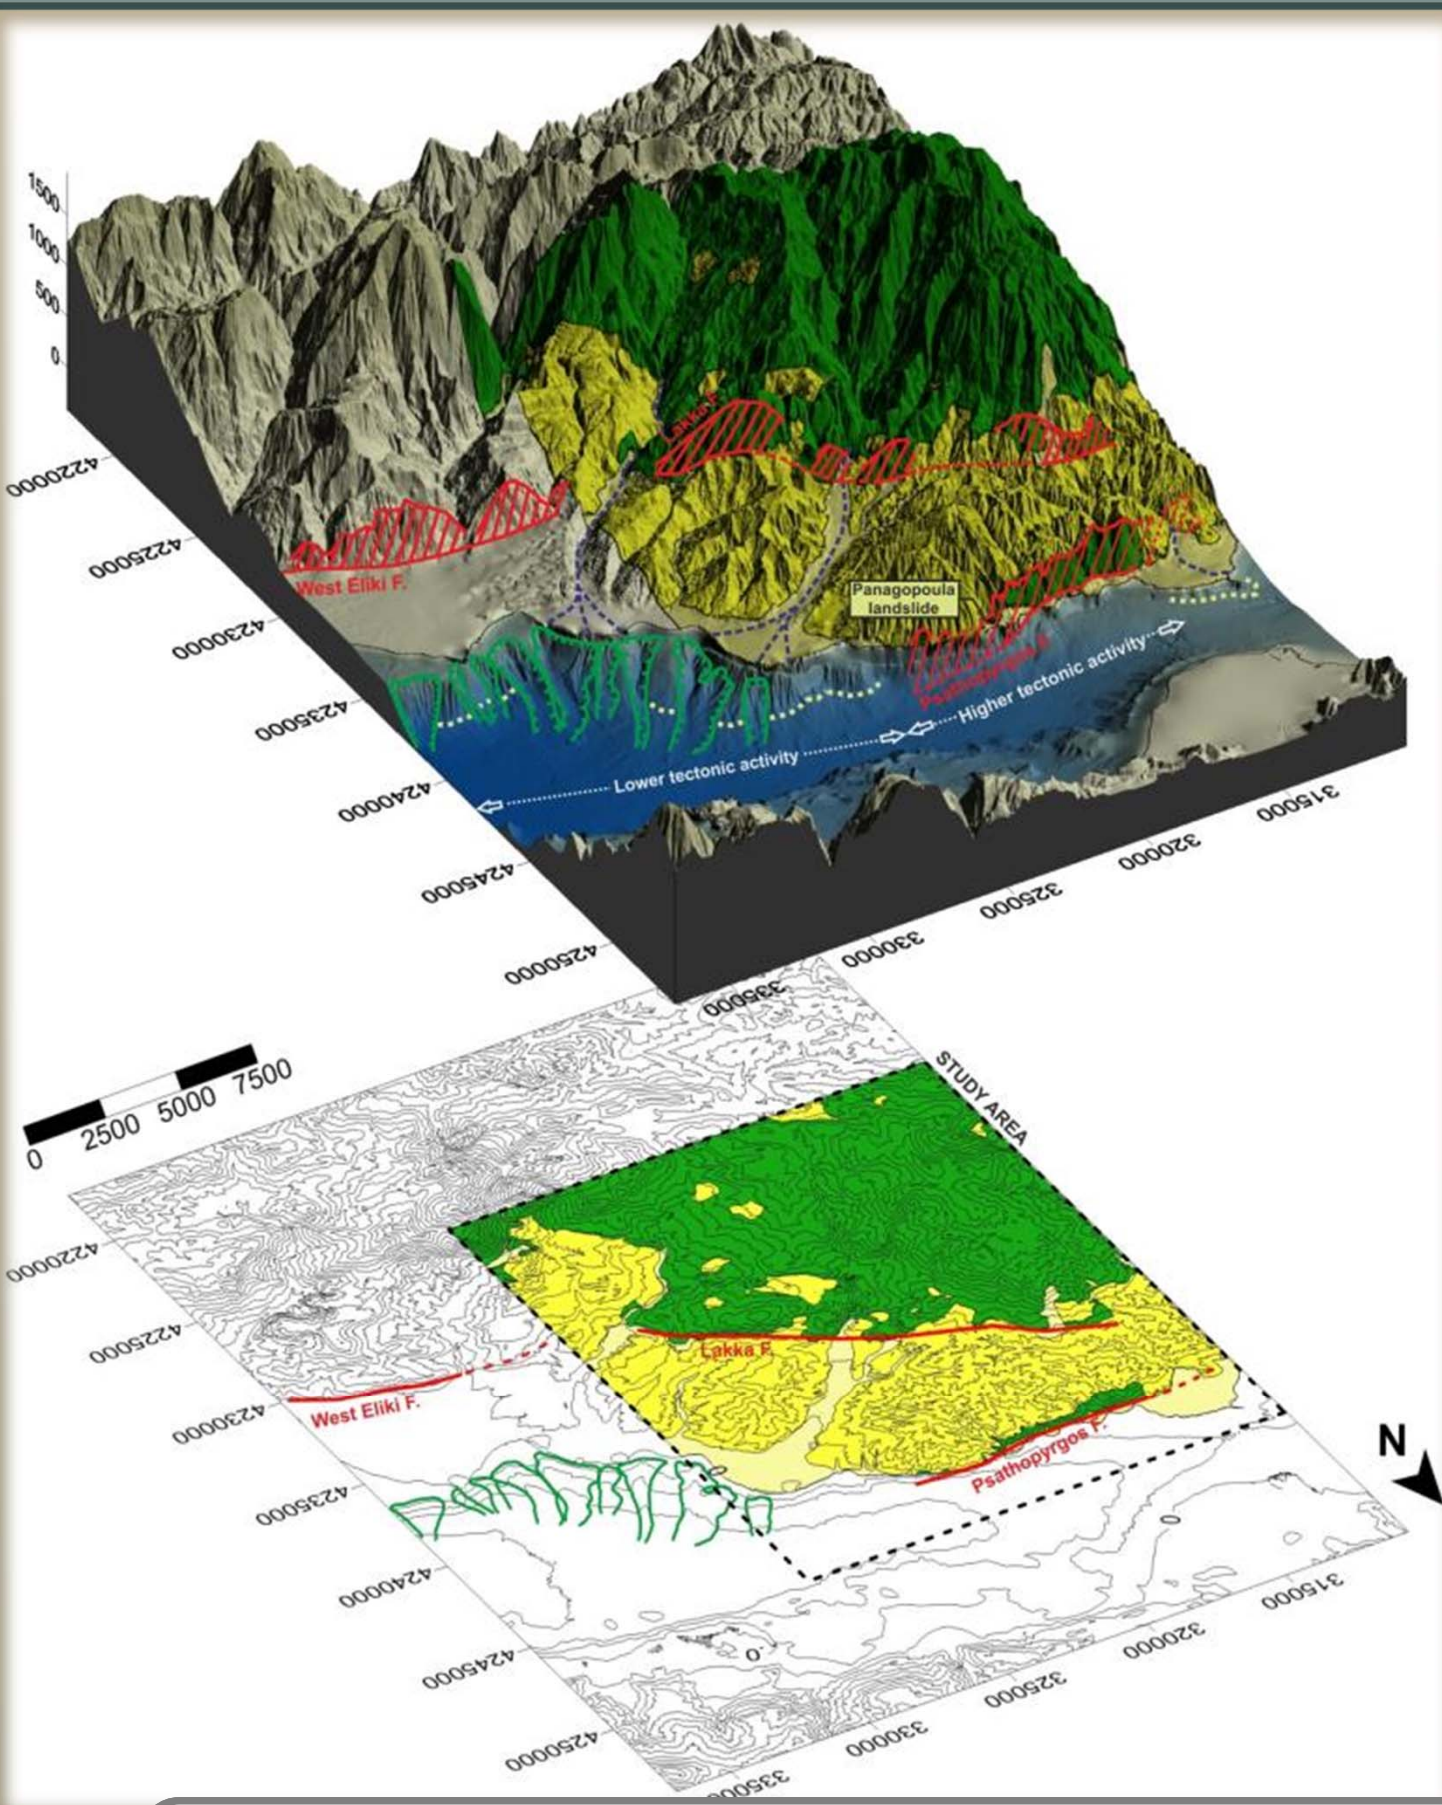 1500
1000
500
0
Lakka F.
West Eliki F.
Panagopoula
landslide
Psathopyrgos F.
Higher tectonic activity
Lower tectonic activity
4220000
4225000
4230000
4235000
4240000
4245000
4250000
315000
320000
325000
330000
335000
0 2500 5000 7500
STUDY AREA
Lakka F.
West Eliki F.
Psathopyrgos F.
N
0
0
0
4220000
4225000
4230000
4235000
4240000
4245000
4250000
315000
320000
325000
330000
335000